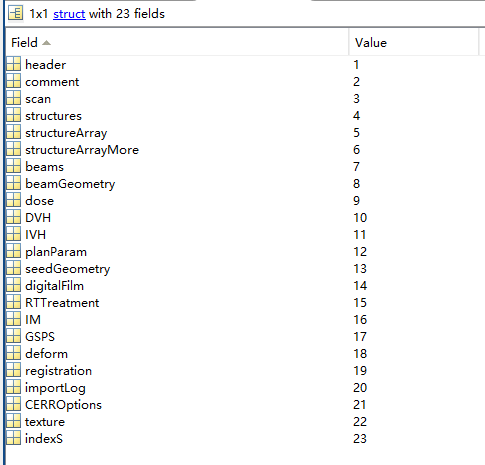 1x1 struct with 23 fields
Field Value
header 1
comment 2
scan 3
structures 4
structureArray 5
structureArrayMore 6
beams 7
beamGeometry 8
dose 9
DVH 10
IVH 11
planParam 12
seedGeometry 13
digitalFilm 14
RTTreatment 15
IM 16
GSPS 17
deform 18
registration 19
importLog 20
CERROptions 21
texture 22
indexS 23